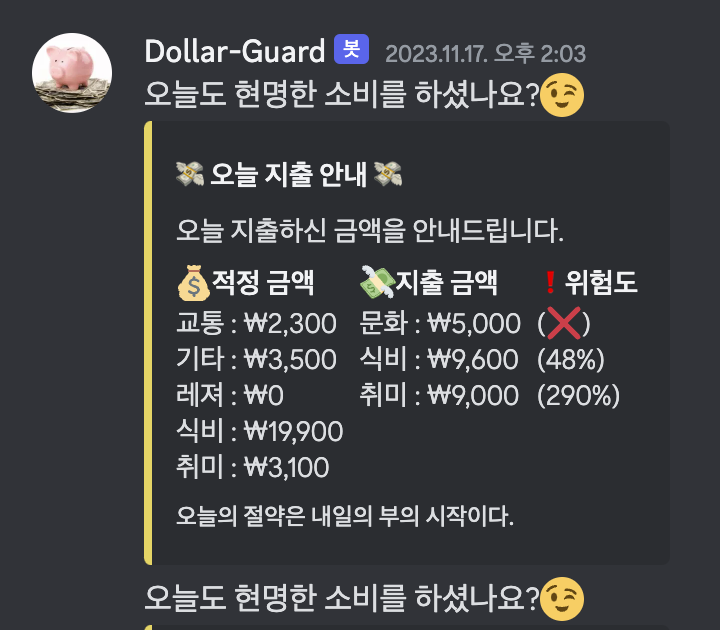 Dollar-Guard 봇 2023.11.17. 오후 2:03
오늘도 현명한 소비를 하셨나요?😉
💸 오늘 지출 안내 💸
오늘 지출하신 금액을 안내드립니다.
💰적정 금액 💸지출 금액 ❗위험도
교통 : ₩2,300 문화 : ₩5,000 (❌)
기타 : ₩3,500 식비 : ₩9,600 (48%)
레져 : ₩0 취미 : ₩9,000 (290%)
식비 : ₩19,900
취미 : ₩3,100
오늘의 절약은 내일의 부의 시작이다.
오늘도 현명한 소비를 하셨나요?😉